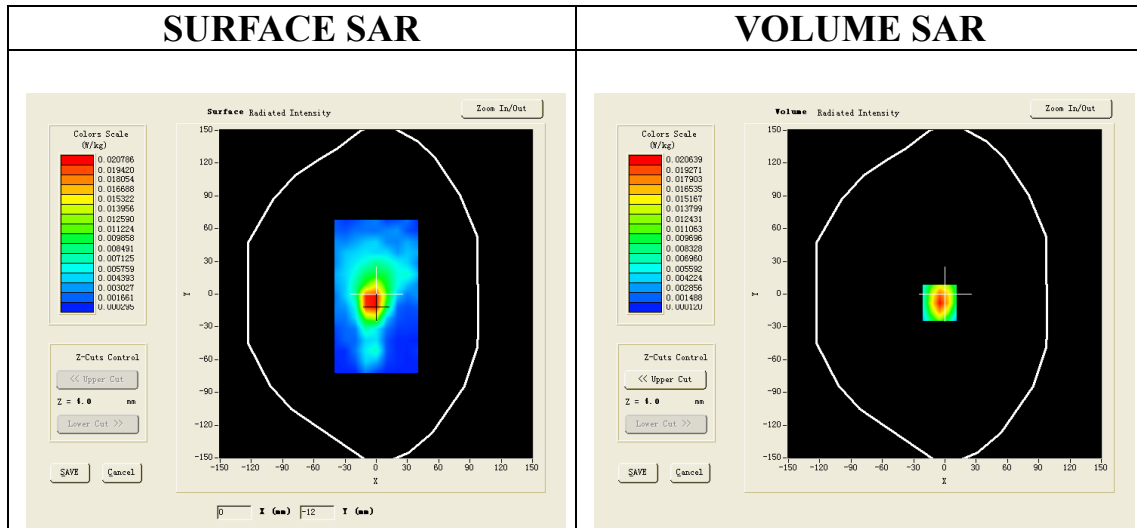 SURFACE SAR
VOLUME SAR
Surface Radiated Intensity
Zoom In/Out
Colors Scale
(W/kg)
0.020786
0.019420
0.018054
0.016688
0.015322
0.013956
0.012590
0.011224
0.009858
0.008491
0.007125
0.005759
0.004393
0.003027
0.001661
0.000295
150
120
90
60
30
0
-30
-60
-90
-120
-150
Y
-150 -120 -90 -60 -30 0 30 60 90 120 150
X
Z-Cuts Control
<< Upper Cut
Z = 4.0 mm
Lower Cut >>
SAVE Cancel
0 X (mm) -12 Y (mm)
Volume Radiated Intensity
Zoom In/Out
Colors Scale
(W/kg)
0.020639
0.019271
0.017903
0.016535
0.015167
0.013799
0.012431
0.011063
0.009696
0.008328
0.006960
0.005592
0.004224
0.002856
0.001488
0.000120
150
120
90
60
30
0
-30
-60
-90
-120
-150
Y
-150 -120 -90 -60 -30 0 30 60 90 120 150
X
Z-Cuts Control
<< Upper Cut
Z = 4.0 mm
Lower Cut >>
SAVE Cancel